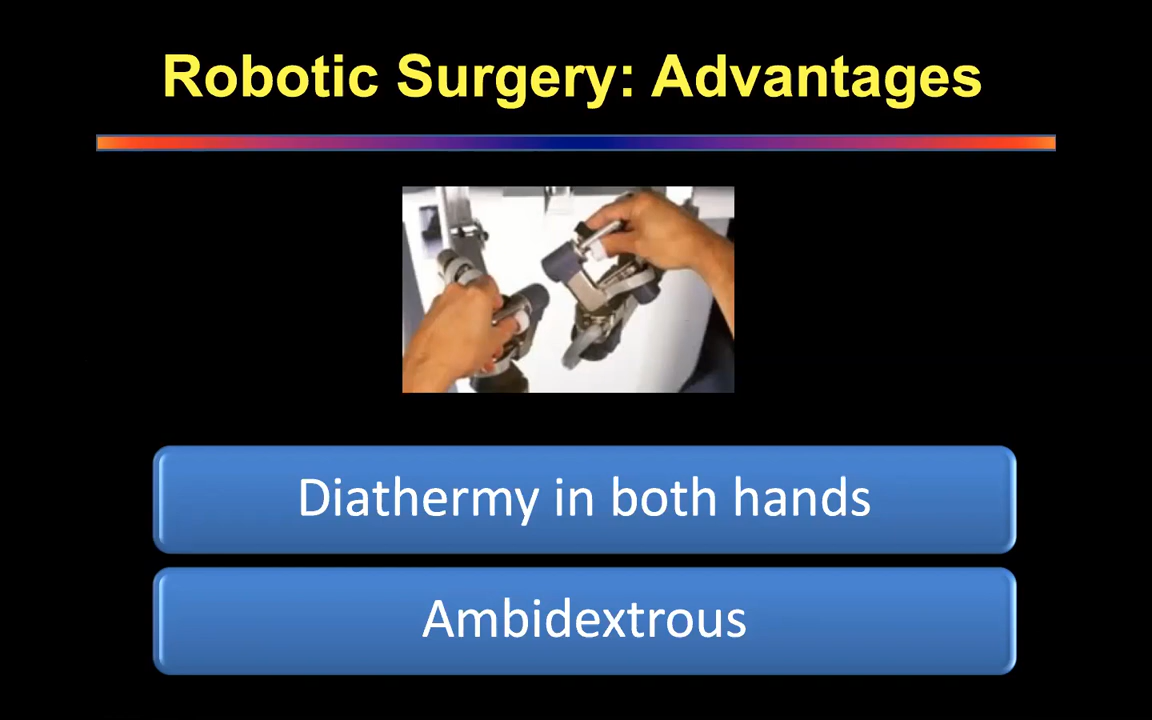 Robotic Surgery: Advantages
Diathermy in both hands
Ambidextrous